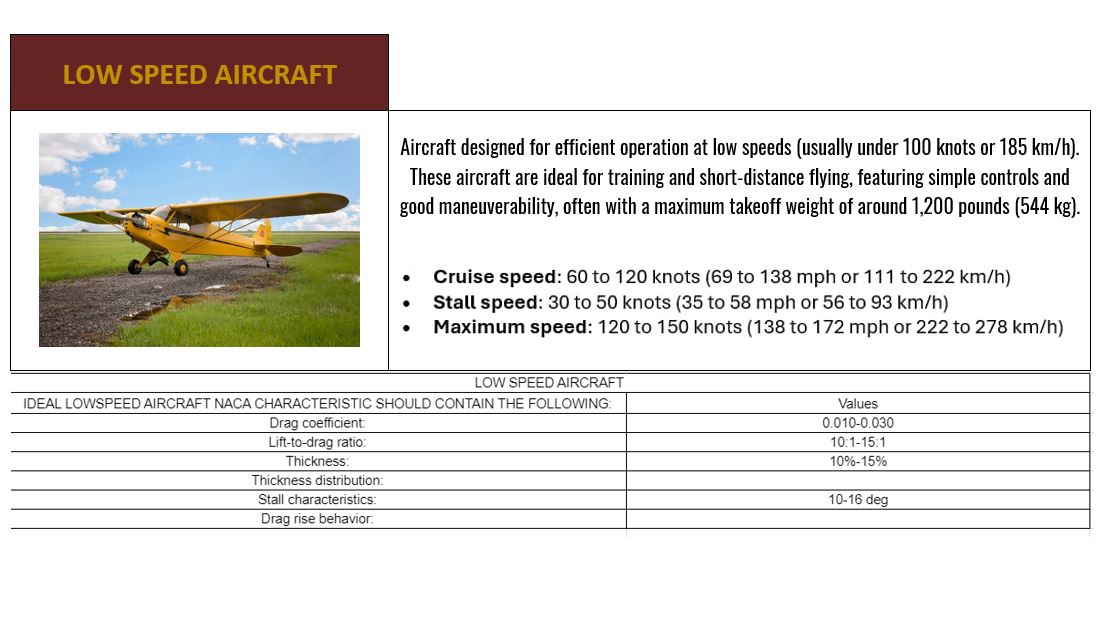 LOW SPEED AIRCRAFT
Aircraft designed for efficient operation at low speeds (usually under 100 knots or 185 km/h).
These aircraft are ideal for training and short-distance flying, featuring simple controls and
good maneuverability, often with a maximum takeoff weight of around 1,200 pounds (544 kg).
• Cruise speed: 60 to 120 knots (69 to 138 mph or 111 to 222 km/h)
• Stall speed: 30 to 50 knots (35 to 58 mph or 56 to 93 km/h)
• Maximum speed: 120 to 150 knots (138 to 172 mph or 222 to 278 km/h)
LOW SPEED AIRCRAFT
IDEAL LOWSPEED AIRCRAFT NACA CHARACTERISTIC SHOULD CONTAIN THE FOLLOWING: Values
Drag coefficient: 0.010-0.030
Lift-to-drag ratio: 10:1-15:1
Thickness: 10%-15%
Thickness distribution:
Stall characteristics: 10-16 deg
Drag rise behavior: